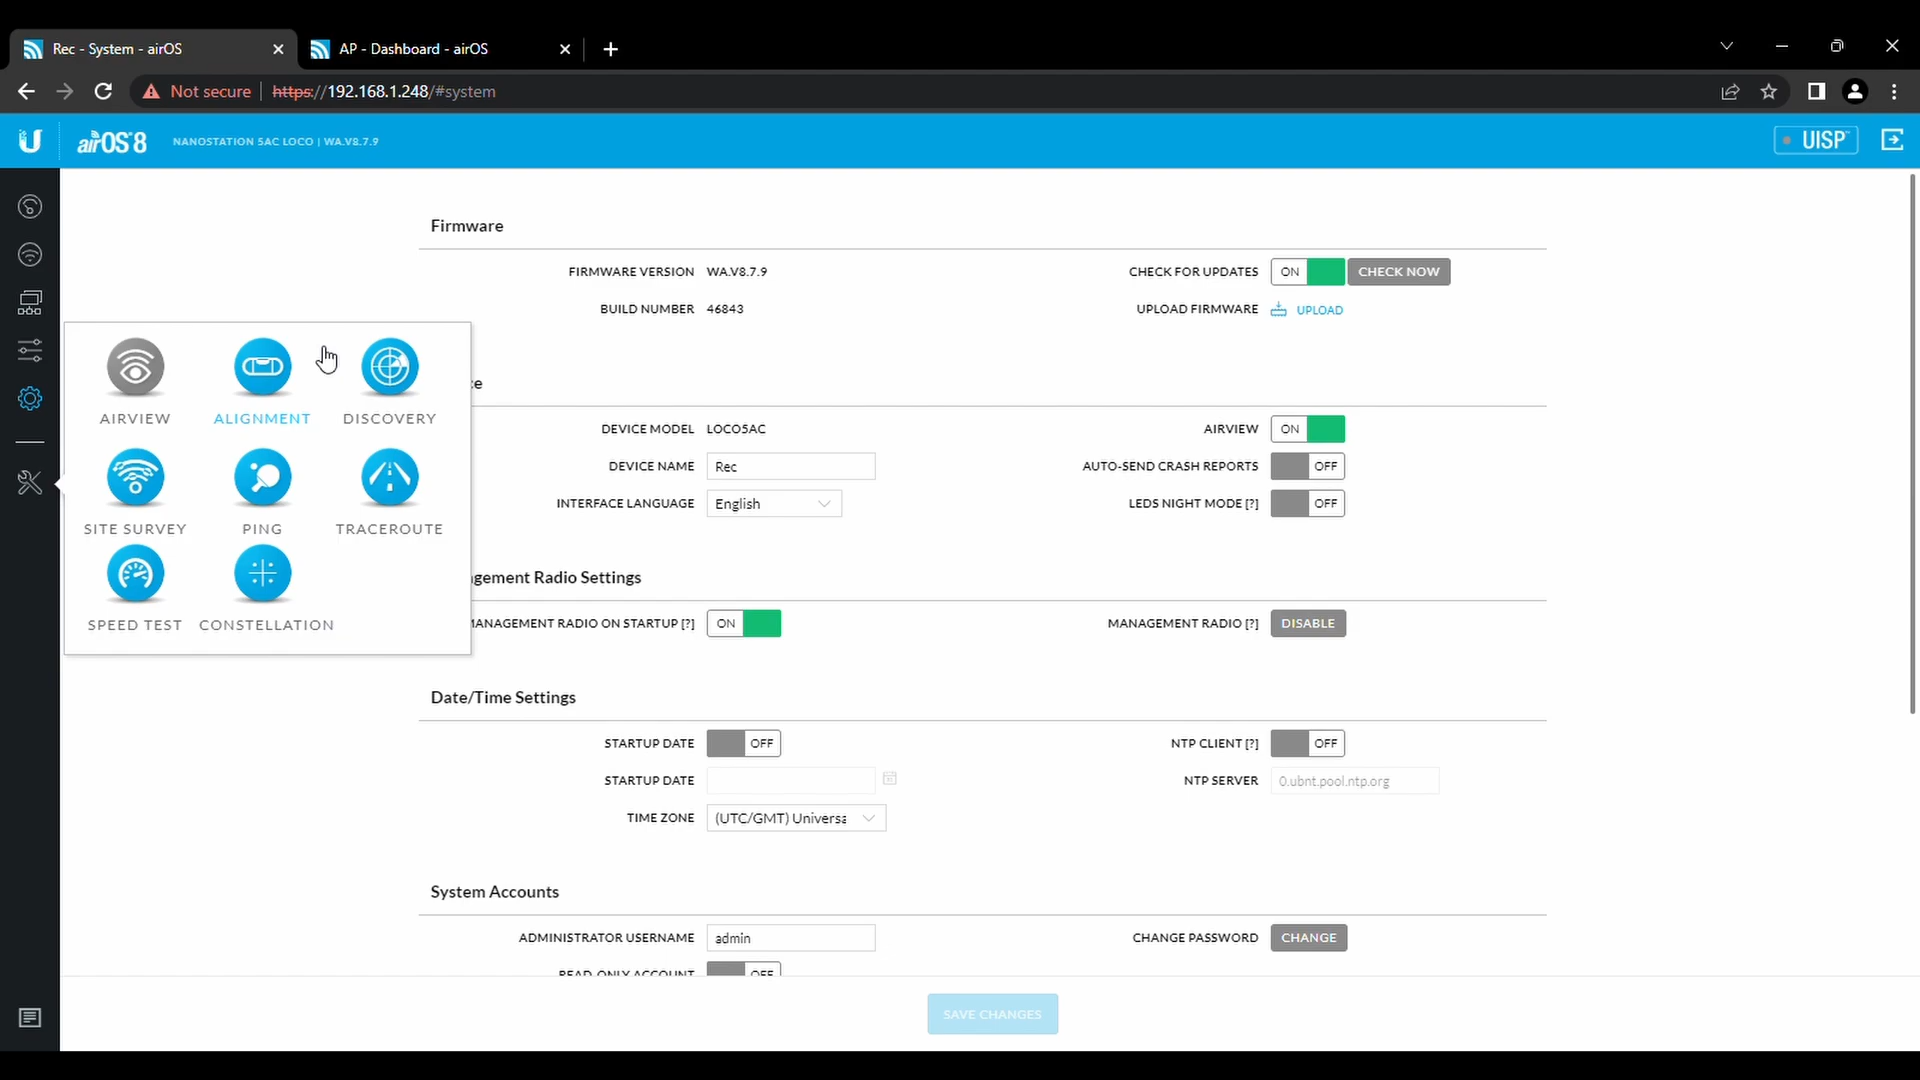 Rec - System - airOS
AP - Dashboard - airOS
Not secure
https://192.168.1.248/#system
airOS 8
NANOSTATION 5AC LOCO | WA.V8.7.9
UISP
Firmware
FIRMWARE VERSION WA.V8.7.9
CHECK FOR UPDATES ON CHECK NOW
BUILD NUMBER 46843
UPLOAD FIRMWARE UPLOAD
AIRVIEW
ALIGNMENT
DISCOVERY
SITE SURVEY
PING
TRACEROUTE
SPEED TEST
CONSTELLATION
ce
DEVICE MODEL LOCO5AC
AIRVIEW ON
DEVICE NAME Rec
AUTO-SEND CRASH REPORTS OFF
INTERFACE LANGUAGE English
LEDS NIGHT MODE [?] OFF
gement Radio Settings
MANAGEMENT RADIO ON STARTUP [?] ON
MANAGEMENT RADIO [?] DISABLE
Date/Time Settings
STARTUP DATE OFF
NTP CLIENT [?] OFF
STARTUP DATE
NTP SERVER 0.ubnt.pool.ntp.org
TIME ZONE (UTC/GMT) Universa
System Accounts
ADMINISTRATOR USERNAME admin
CHANGE PASSWORD CHANGE
READ-ONLY ACCOUNT OFF
SAVE CHANGES